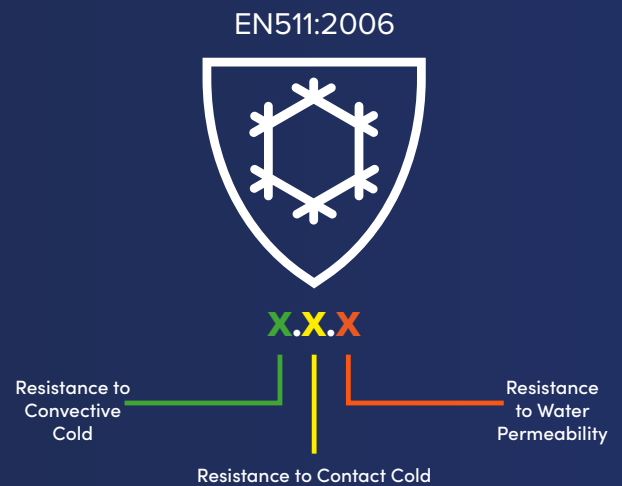 EN511:2006
X.X.X
Resistance to
Convective
Cold
Resistance to Contact Cold
Resistance
to Water
Permeability